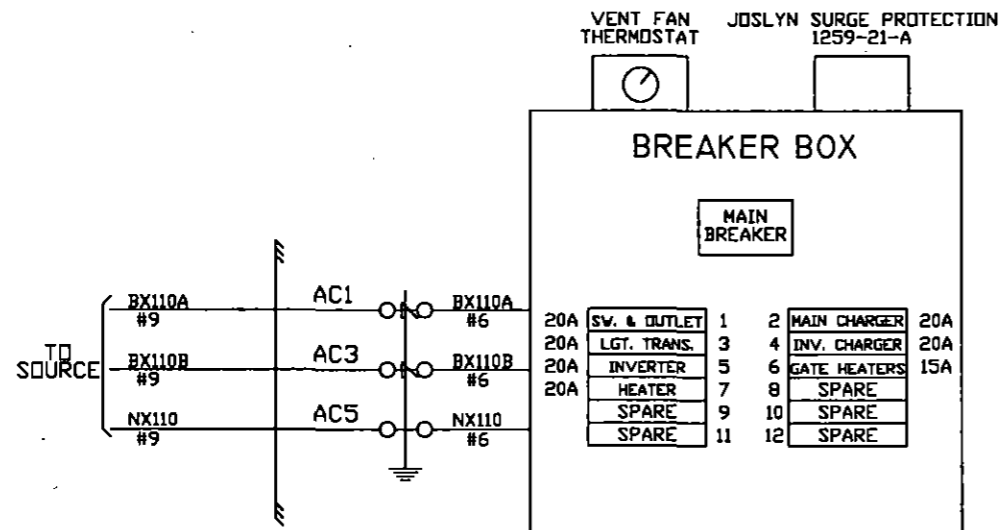 VENT FAN
THERMOSTAT
JOSLYN SURGE PROTECTION
1259-21-A
BREAKER BOX
MAIN
BREAKER
TO
SOURCE
BX110A
#9
AC1
BX110A
#6
BX110B
#9
AC3
BX110B
#6
NX110
#9
AC5
NX110
#6
20A SW. & OUTLET 1 2 MAIN CHARGER 20A
20A LGT. TRANS. 3 4 INV. CHARGER 20A
20A INVERTER 5 6 GATE HEATERS 15A
20A HEATER 7 8 SPARE
SPARE 9 10 SPARE
SPARE 11 12 SPARE